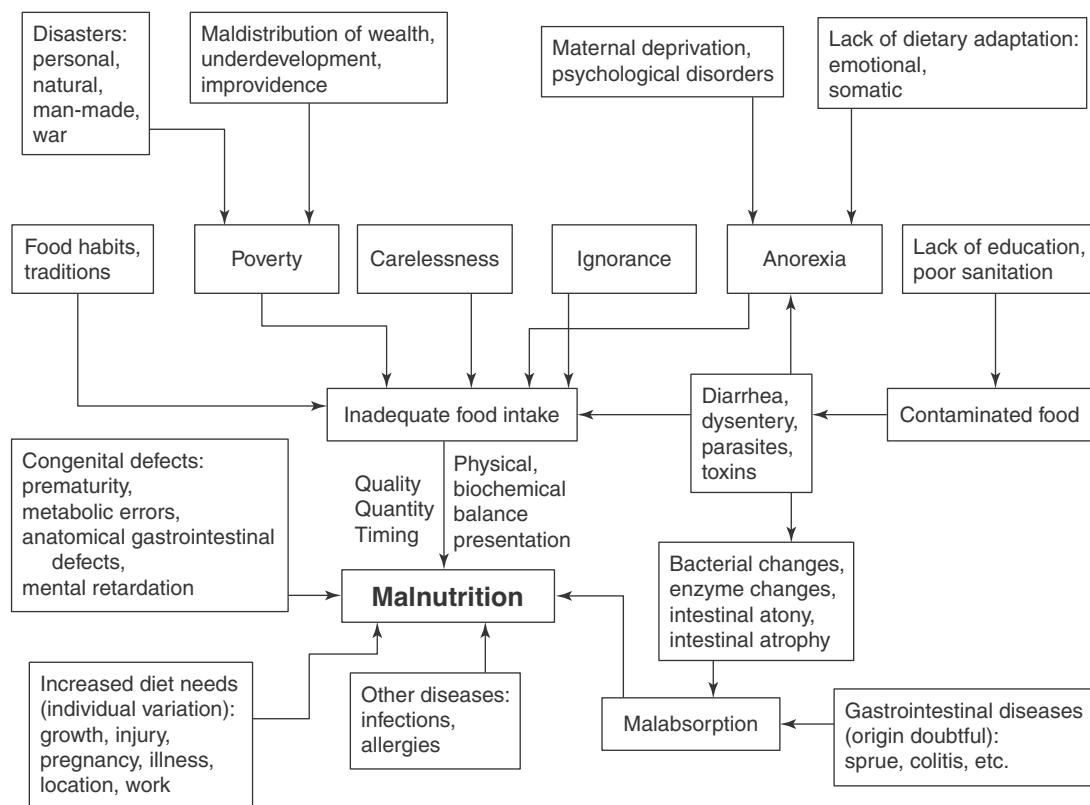 Disasters:
personal,
natural,
man-made,
war
Maldistribution of wealth,
underdevelopment,
improvidence
Maternal deprivation,
psychological disorders
Lack of dietary adaptation:
emotional,
somatic
Food habits,
traditions
Poverty
Carelessness
Ignorance
Anorexia
Lack of education,
poor sanitation
Inadequate food intake
Diarrhea,
dysentery,
parasites,
toxins
Contaminated food
Congenital defects:
prematurity,
metabolic errors,
anatomical gastrointestinal
defects,
mental retardation
Quality
Quantity
Timing
Physical,
biochemical
balance
presentation
Malnutrition
Bacterial changes,
enzyme changes,
intestinal atony,
intestinal atrophy
Increased diet needs
(individual variation):
growth, injury,
pregnancy, illness,
location, work
Other diseases:
infections,
allergies
Malabsorption
Gastrointestinal diseases
(origin doubtful):
sprue, colitis, etc.